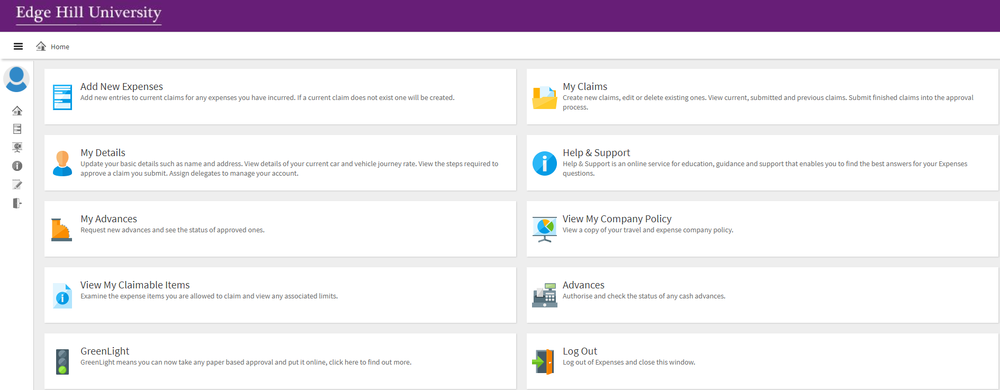 Edge Hill University
Home
Add New Expenses
Add new entries to current claims for any expenses you have incurred. If a current claim does not exist one will be created.
My Claims
Create new claims, edit or delete existing ones. View current, submitted and previous claims. Submit finished claims into the approval
process.
My Details
Update your basic details such as name and address. View details of your current car and vehicle journey rate. View the steps required to
approve a claim you submit. Assign delegates to manage your account.
Help & Support
Help & Support is an online service for education, guidance and support that enables you to find the best answers for your Expenses
questions.
My Advances
Request new advances and see the status of approved ones.
View My Company Policy
View a copy of your travel and expense company policy.
View My Claimable Items
Examine the expense items you are allowed to claim and view any associated limits.
Advances
Authorise and check the status of any cash advances.
GreenLight
GreenLight means you can now take any paper based approval and put it online, click here to find out more.
Log Out
Log out of Expenses and close this window.